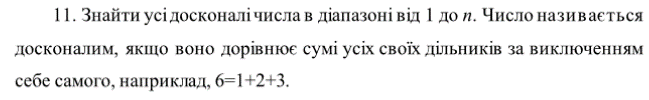 11. Знайти усі досконалі числа в діапазоні від 1 до n. Число називається
досконалим, якщо воно дорівнює сумі усіх своїх дільників за виключенням
себе самого, наприклад, 6=1+2+3.